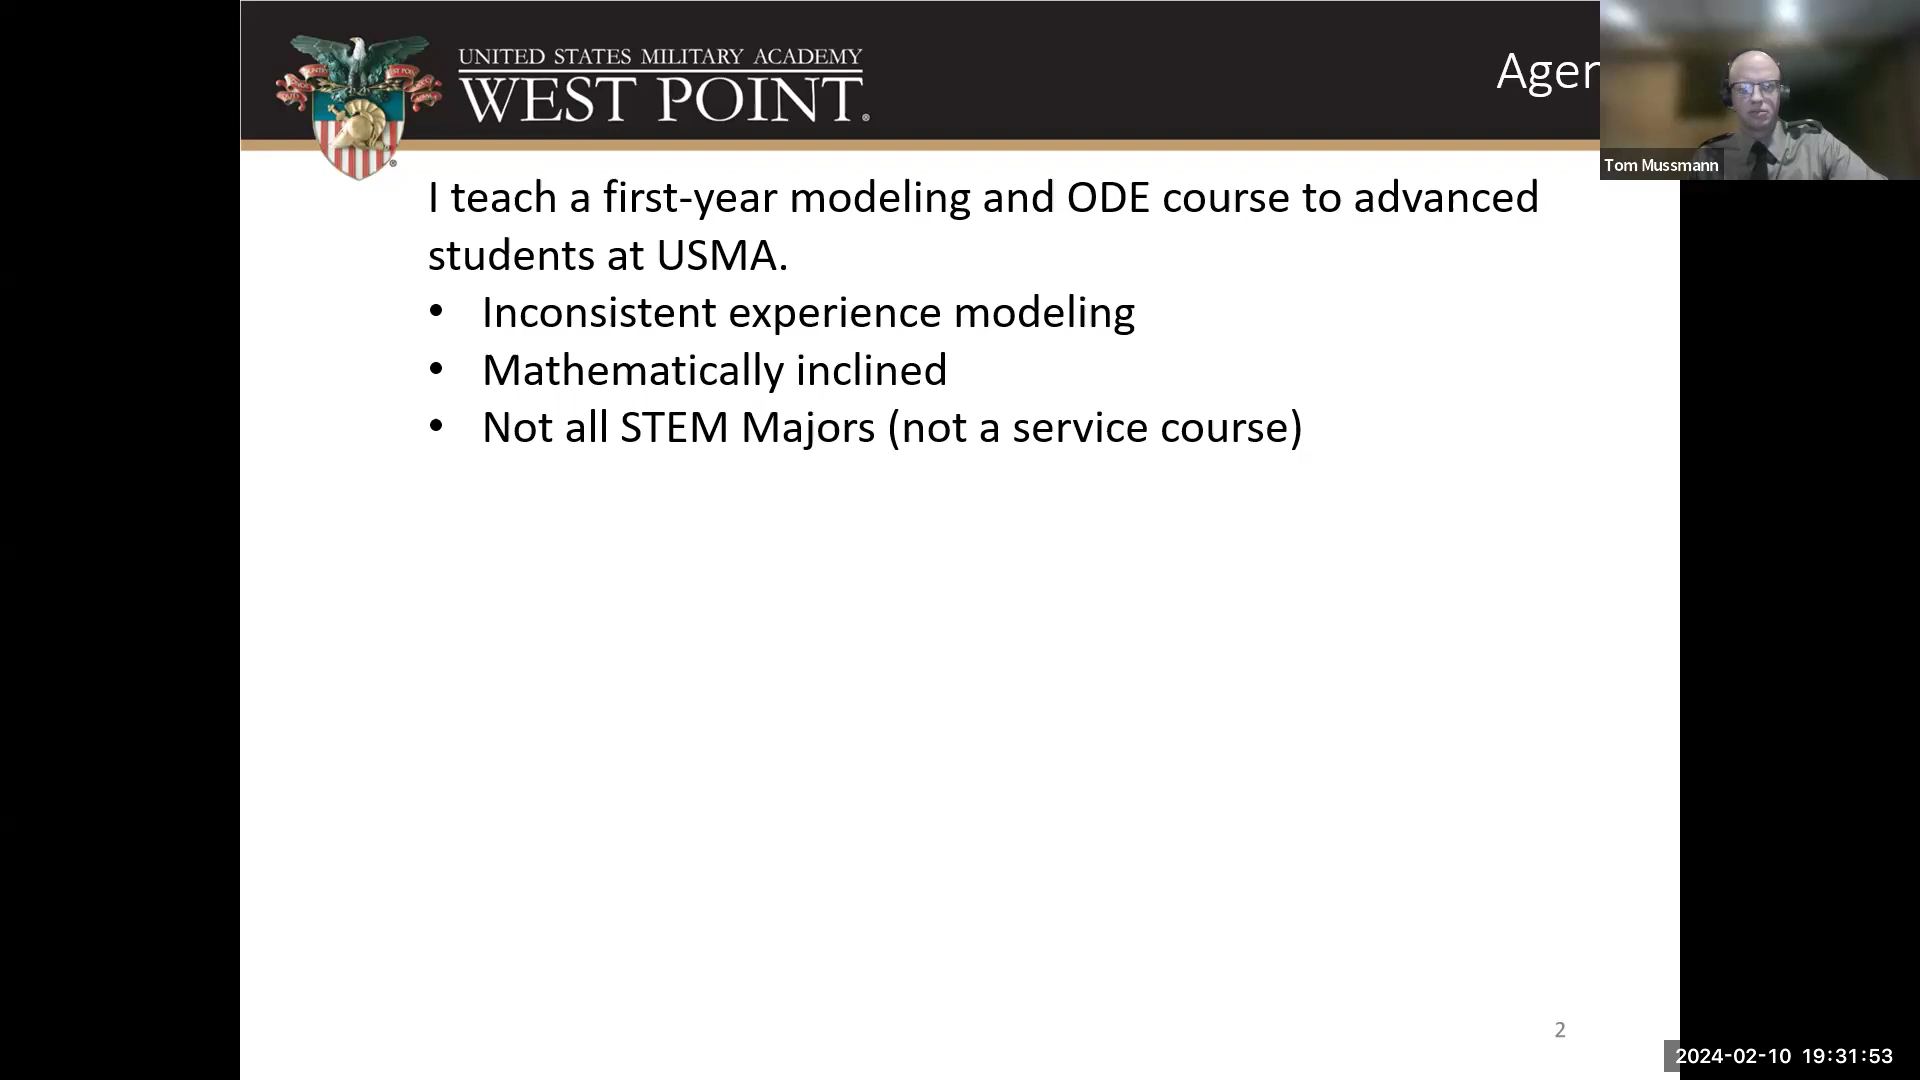 UNITED STATES MILITARY ACADEMY
WEST POINT®
Agen
Tom Mussmann
I teach a first-year modeling and ODE course to advanced
students at USMA.
• Inconsistent experience modeling
• Mathematically inclined
• Not all STEM Majors (not a service course)
2
2024-02-10 19:31:53